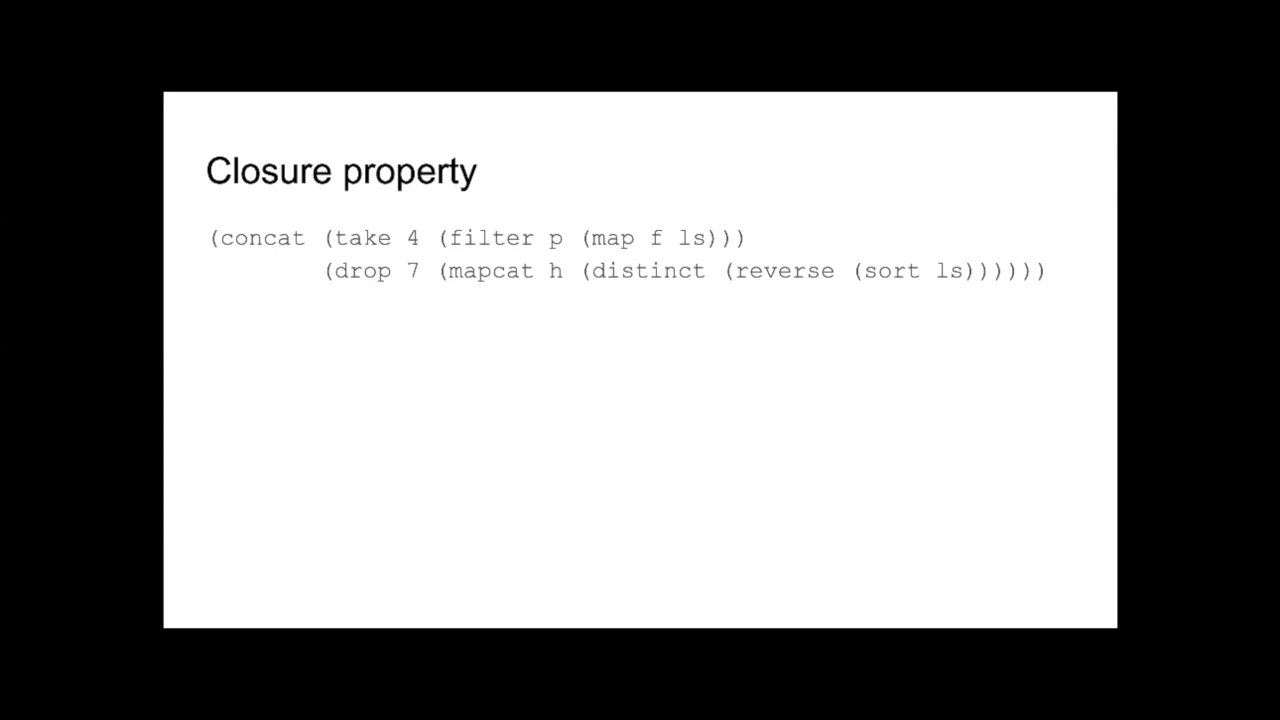 Closure property
(concat (take 4 (filter p (map f ls)))
(drop 7 (mapcat h (distinct (reverse (sort ls))))))